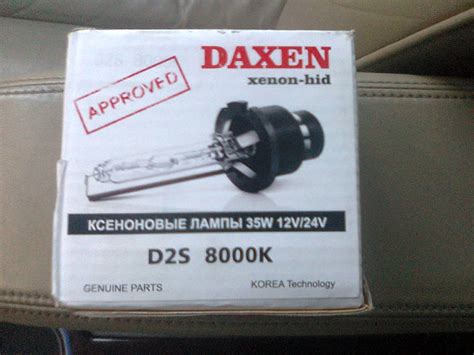 DAXEN
xenon-hid
APPROVED
КСЕНОНОВЫЕ ЛАМПЫ 35W 12V/24V
D2S 8000K
GENUINE PARTS
KOREA Technology